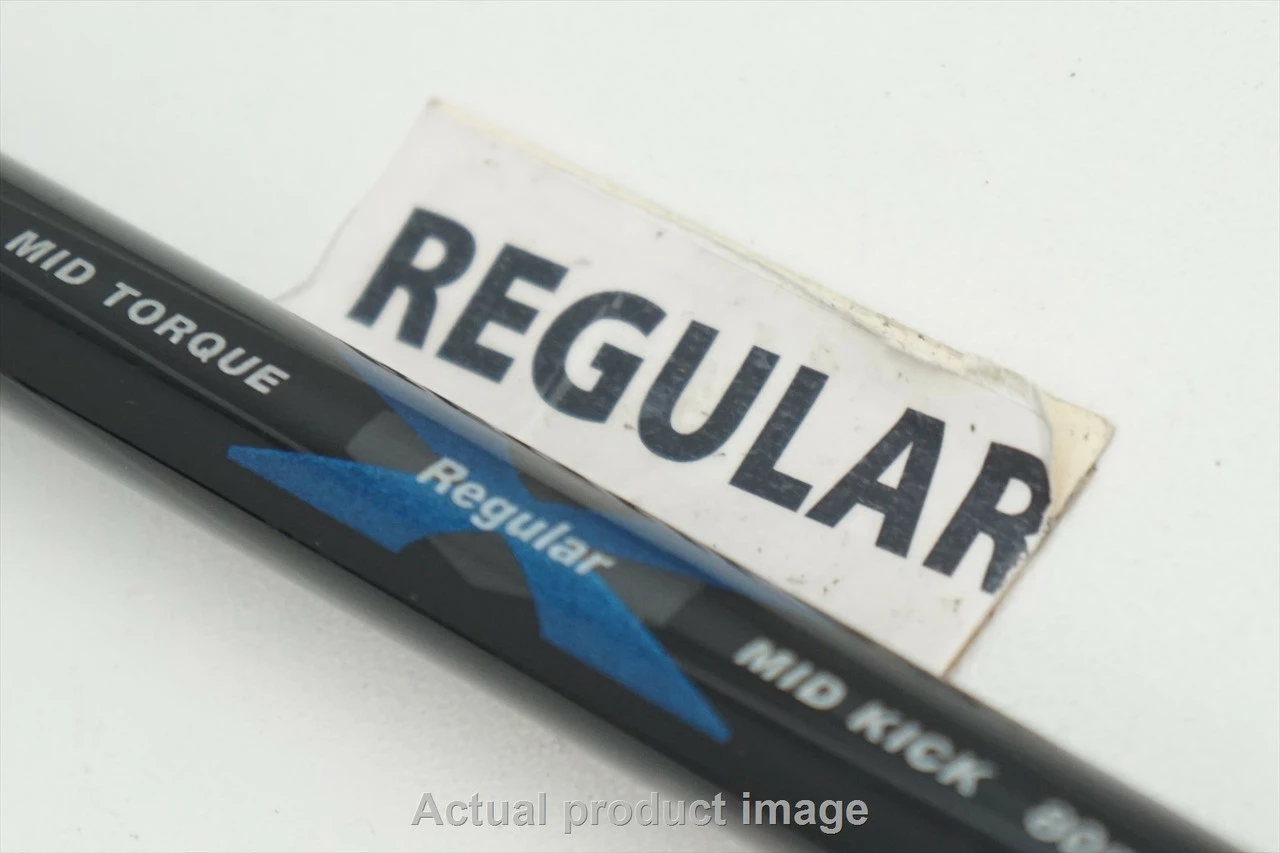 REGULAR
MID TORQUE
Regular
MID KICK
Actual product image